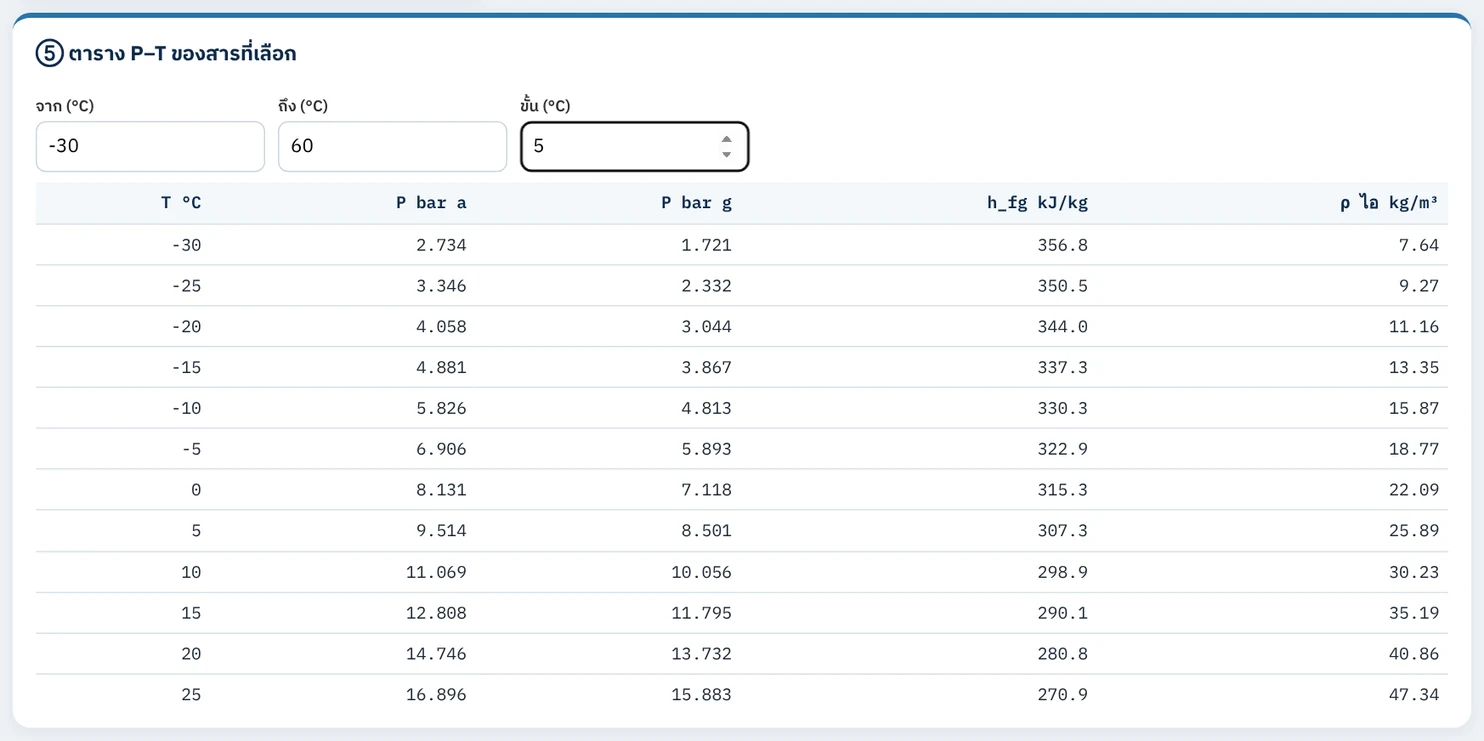 ⑤ ตาราง P–T ของสารที่เลือก
จาก (°C) ถึง (°C) ขั้น (°C)
-30 60 5
T °C P bar a P bar g h_fg kJ/kg ρ ไอ kg/m³
-30 2.734 1.721 356.8 7.64
-25 3.346 2.332 350.5 9.27
-20 4.058 3.044 344.0 11.16
-15 4.881 3.867 337.3 13.35
-10 5.826 4.813 330.3 15.87
-5 6.906 5.893 322.9 18.77
0 8.131 7.118 315.3 22.09
5 9.514 8.501 307.3 25.89
10 11.069 10.056 298.9 30.23
15 12.808 11.795 290.1 35.19
20 14.746 13.732 280.8 40.86
25 16.896 15.883 270.9 47.34